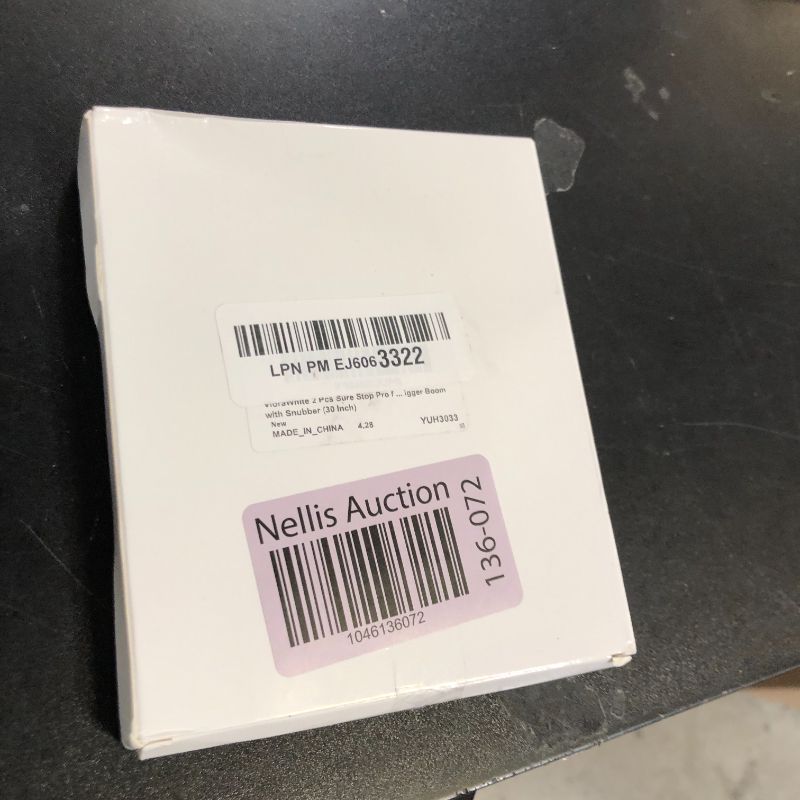 LPN PM EJ6063322
VioraWhite 2 Pcs Sure Stop Pro f ... igger Boom
with Snubber (30 Inch)
New
MADE_IN_CHINA 4.28 YUH3033
Nellis Auction
136-072
1046136072